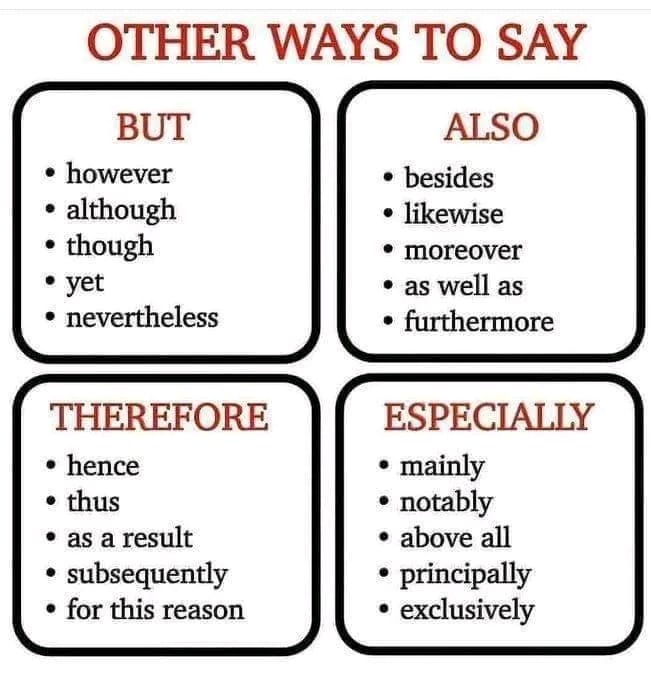 OTHER WAYS TO SAY
BUT
• however
• although
• though
• yet
• nevertheless
ALSO
• besides
• likewise
• moreover
• as well as
• furthermore
THEREFORE
• hence
• thus
• as a result
• subsequently
• for this reason
ESPECIALLY
• mainly
• notably
• above all
• principally
• exclusively